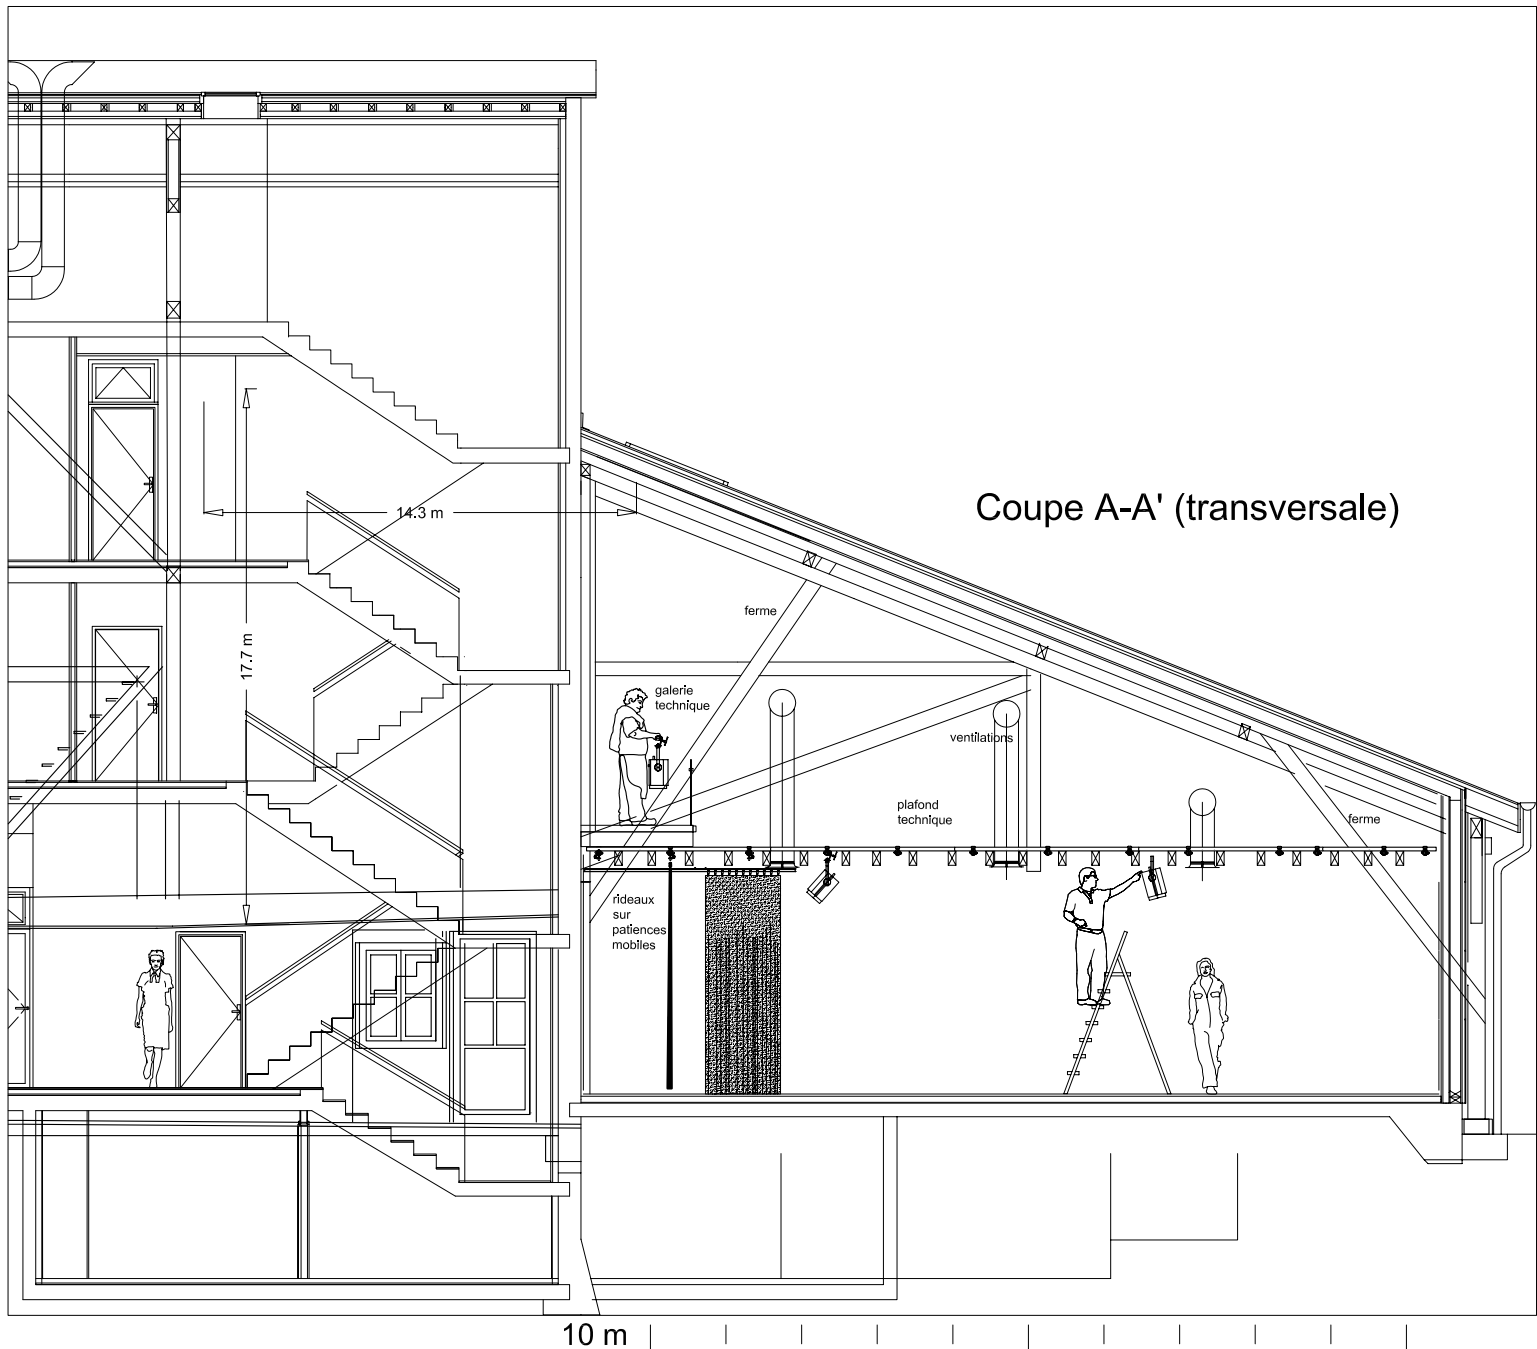 Coupe A-A' (transversale)
14.3 m
17.7 m
ferme
galerie
technique
ventilations
plafond
technique
ferme
rideaux
sur
patiences
mobiles
10 m